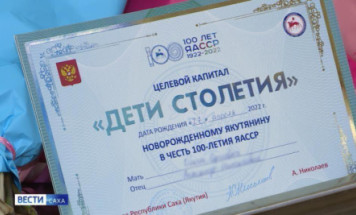 100 ЛЕТ
ЯАССР
1922-2022
ЦЕЛЕВОЙ КАПИТАЛ
«ДЕТИ СТОЛЕТИЯ»
ДАТА РОЖДЕНИЯ 2022 г
НОВОРОЖДЕННОМУ ЯКУТЯНИНУ
В ЧЕСТЬ 100-ЛЕТИЯ ЯАССР
Мать
Отец
Республики Саха (Якутия) А. Николаев
ВЕСТИ САХА